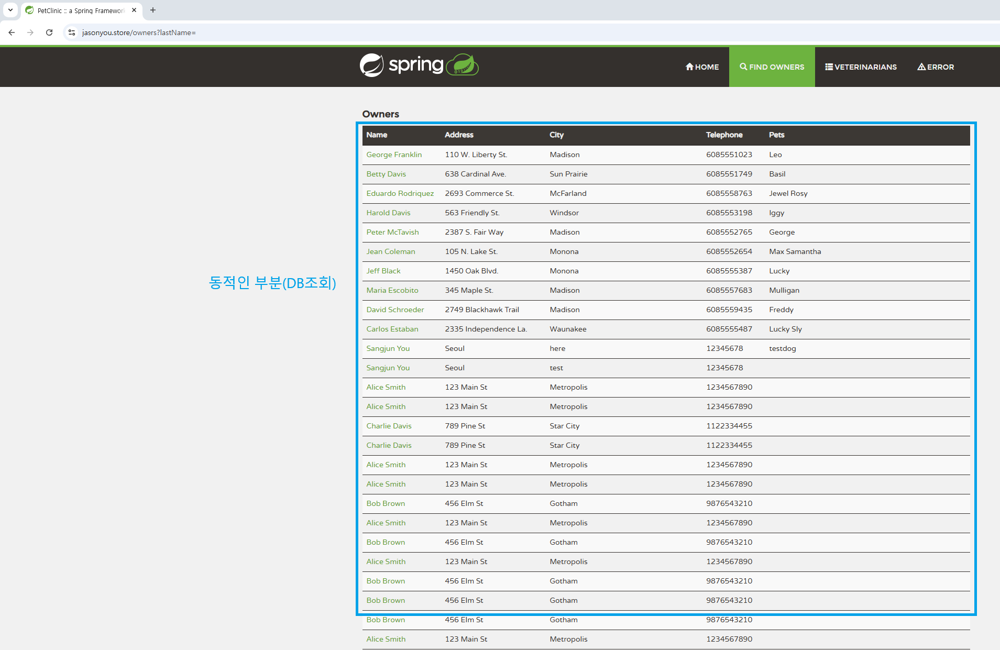 PetClinic :: a Spring Framework
jasonyou.store/owners?lastName=
spring
HOME
FIND OWNERS
VETERINARIANS
ERROR
Owners
Name Address City Telephone Pets
George Franklin 110 W. Liberty St. Madison 6085551023 Leo
Betty Davis 638 Cardinal Ave. Sun Prairie 6085551749 Basil
Eduardo Rodriquez 2693 Commerce St. McFarland 6085558763 Jewel Rosy
Harold Davis 563 Friendly St. Windsor 6085553198 Iggy
Peter McTavish 2387 S. Fair Way Madison 6085552765 George
Jean Coleman 105 N. Lake St. Monona 6085552654 Max Samantha
Jeff Black 1450 Oak Blvd. Monona 6085555387 Lucky
동적인 부분(DB조회)
Maria Escobito 345 Maple St. Madison 6085557683 Mulligan
David Schroeder 2749 Blackhawk Trail Madison 6085559435 Freddy
Carlos Estaban 2335 Independence La. Waunakee 6085555487 Lucky Sly
Sangjun You Seoul here 12345678 testdog
Sangjun You Seoul test 12345678
Alice Smith 123 Main St Metropolis 1234567890
Alice Smith 123 Main St Metropolis 1234567890
Charlie Davis 789 Pine St Star City 1122334455
Charlie Davis 789 Pine St Star City 1122334455
Alice Smith 123 Main St Metropolis 1234567890
Alice Smith 123 Main St Metropolis 1234567890
Bob Brown 456 Elm St Gotham 9876543210
Alice Smith 123 Main St Metropolis 1234567890
Bob Brown 456 Elm St Gotham 9876543210
Alice Smith 123 Main St Metropolis 1234567890
Bob Brown 456 Elm St Gotham 9876543210
Bob Brown 456 Elm St Gotham 9876543210
Bob Brown 456 Elm St Gotham 9876543210
Alice Smith 123 Main St Metropolis 1234567890